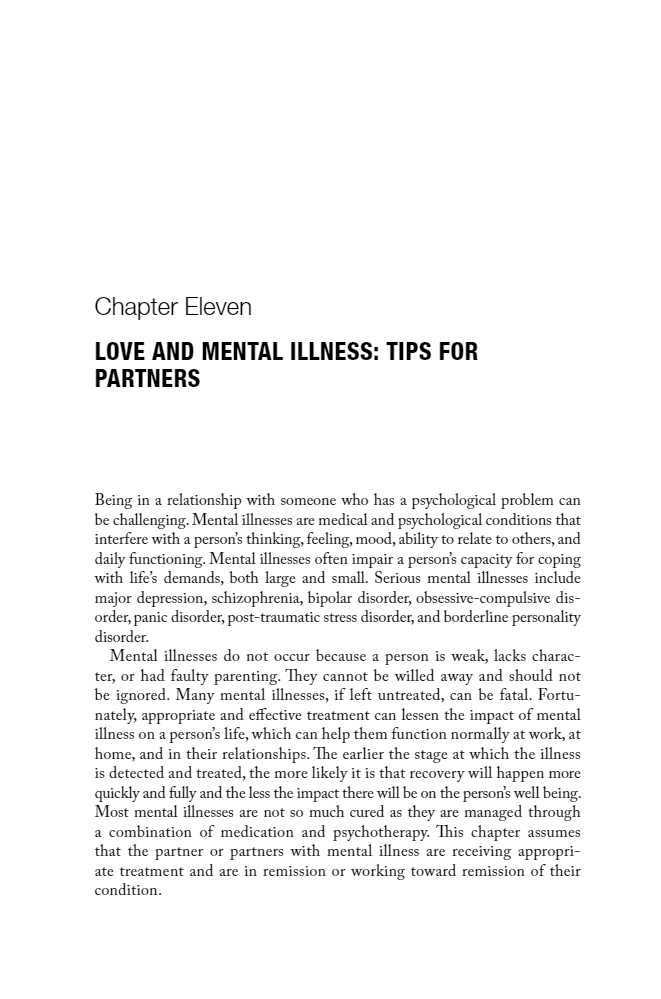 Chapter Eleven
LOVE AND MENTAL ILLNESS: TIPS FOR
PARTNERS
Being in a relationship with someone who has a psychological problem can
be challenging. Mental illnesses are medical and psychological conditions that
interfere with a person’s thinking, feeling, mood, ability to relate to others, and
daily functioning. Mental illnesses often impair a person’s capacity for coping
with life’s demands, both large and small. Serious mental illnesses include
major depression, schizophrenia, bipolar disorder, obsessive-compulsive dis-
order, panic disorder, post-traumatic stress disorder, and borderline personality
disorder.
Mental illnesses do not occur because a person is weak, lacks charac-
ter, or had faulty parenting. They cannot be willed away and should not
be ignored. Many mental illnesses, if left untreated, can be fatal. Fortu-
nately, appropriate and effective treatment can lessen the impact of mental
illness on a person’s life, which can help them function normally at work, at
home, and in their relationships. The earlier the stage at which the illness
is detected and treated, the more likely it is that recovery will happen more
quickly and fully and the less the impact there will be on the person’s well being.
Most mental illnesses are not so much cured as they are managed through
a combination of medication and psychotherapy. This chapter assumes
that the partner or partners with mental illness are receiving appropri-
ate treatment and are in remission or working toward remission of their
condition.